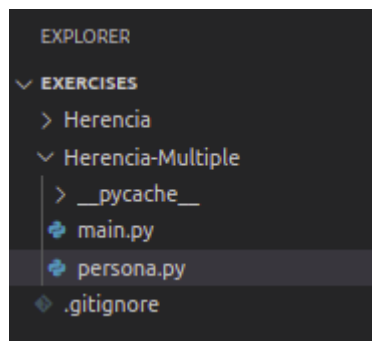 EXPLORER
EXERCISES
Herencia
Herencia-Multiple
__pycache__
main.py
persona.py
.gitignore